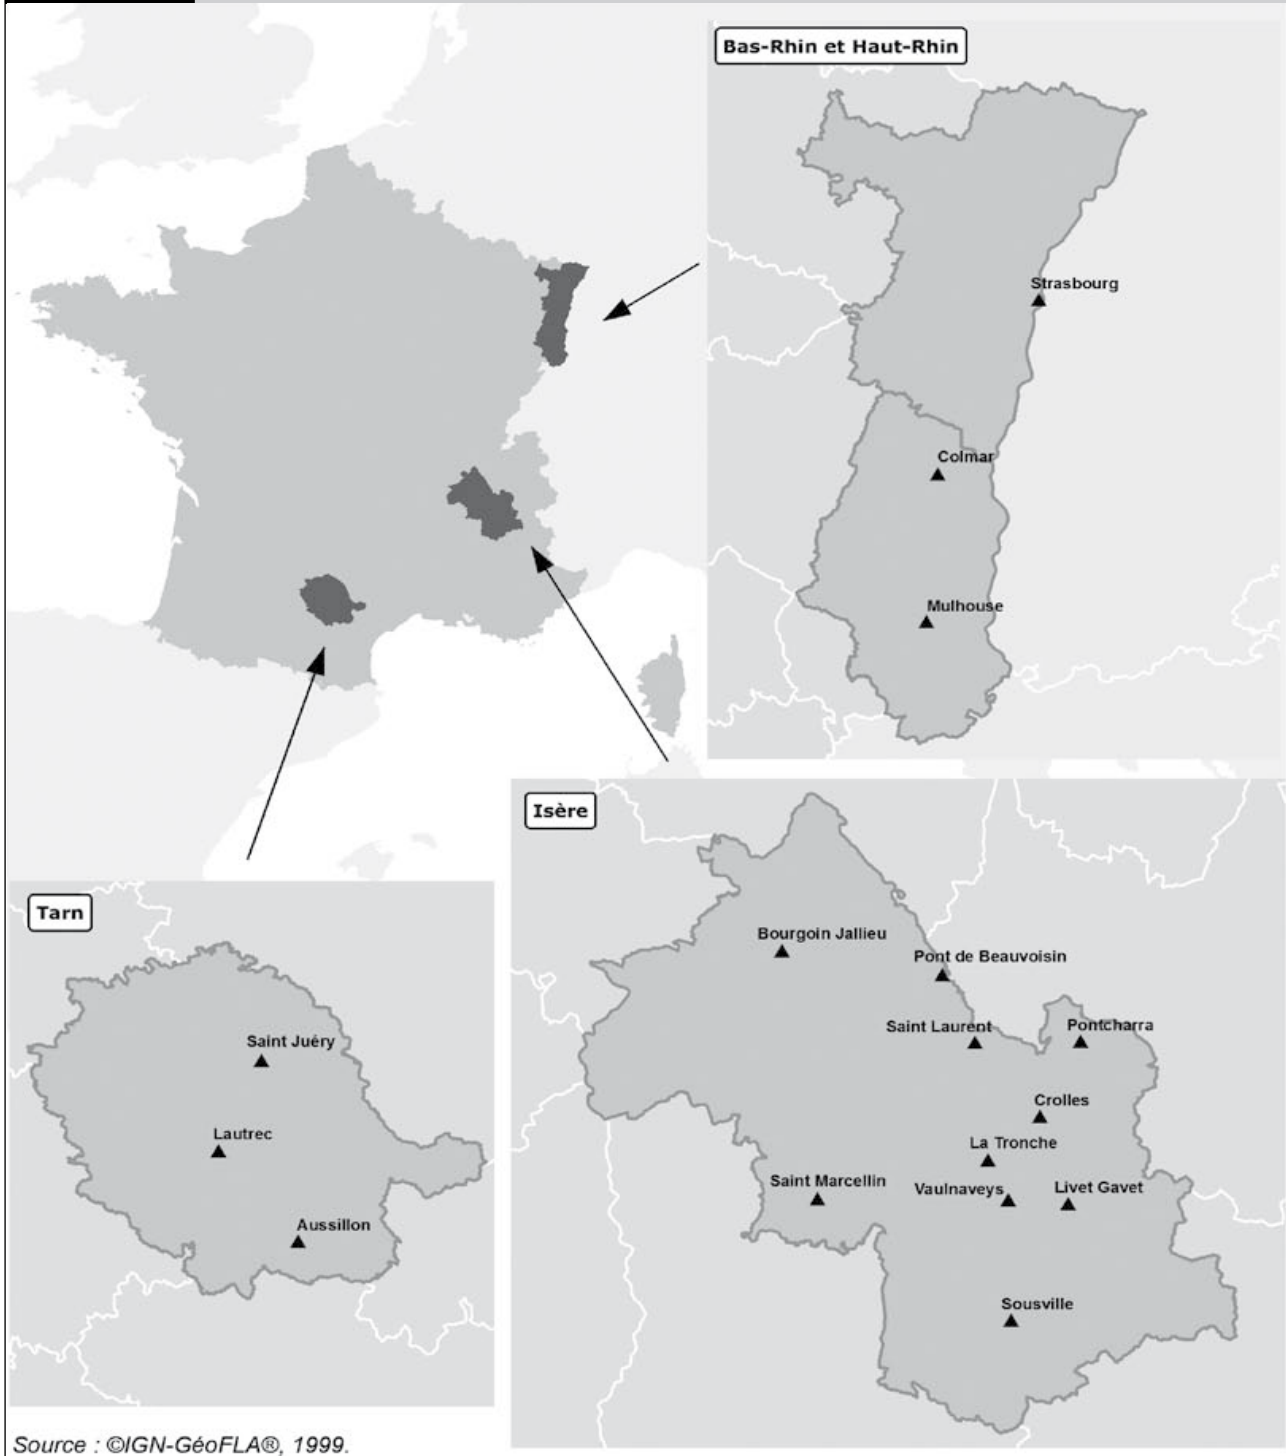 Bas-Rhin et Haut-Rhin
Strasbourg
Colmar
Mulhouse
Isère
Bourgoin Jallieu
Pont de Beauvoisin
Saint Laurent
Pontcharra
Crolles
La Tronche
Saint Marcellin
Vaulnaveys
Livet Gavet
Sousville
Tarn
Saint Juéry
Lautrec
Aussillon
Source : ©IGN-GéoFLA®, 1999.